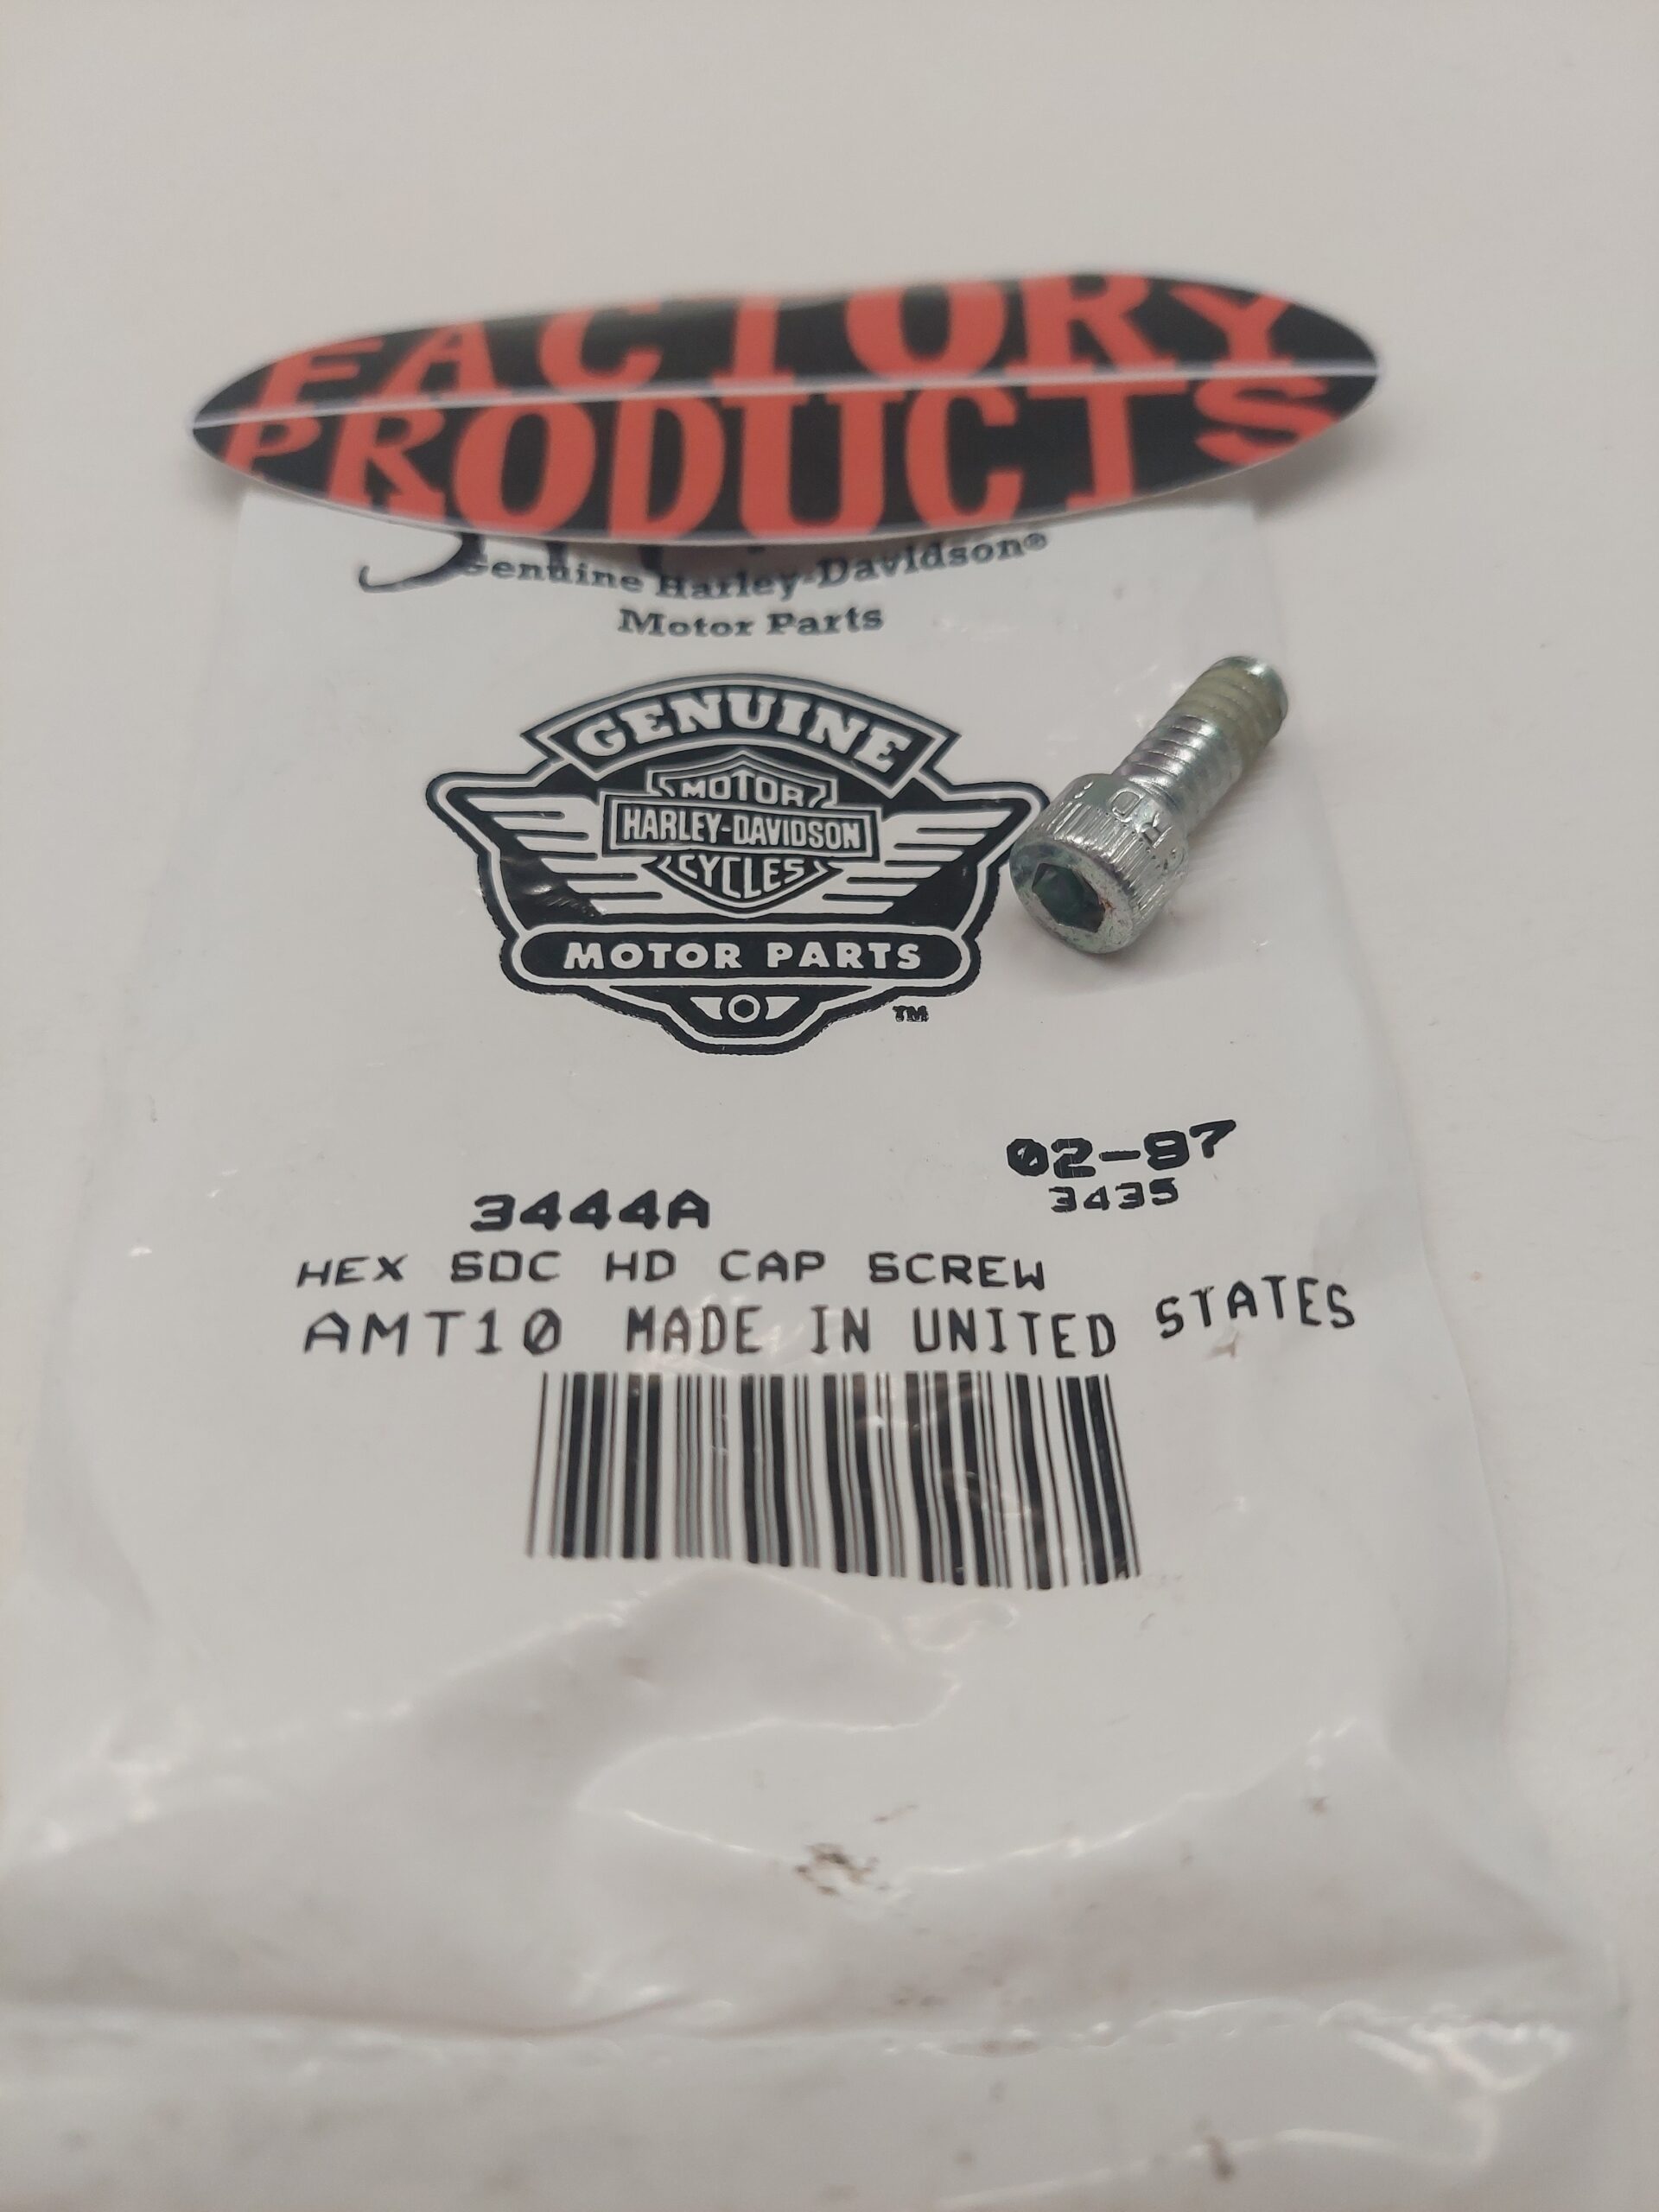 FACTORY
PRODUCTS
Genuine Harley-Davidson®
Motor Parts
GENUINE
MOTOR
HARLEY-DAVIDSON
CYCLES
MOTOR PARTS
TM
02-97
3435
3444A
HEX SOC HD CAP SCREW
AMT10 MADE IN UNITED STATES